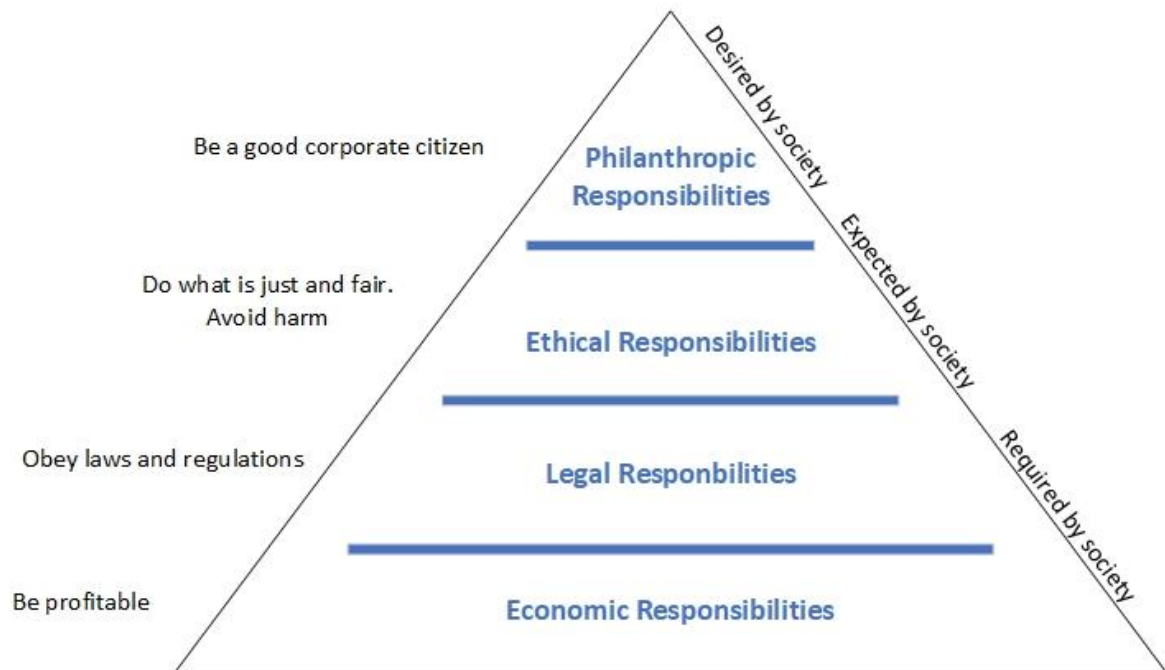 Desired by society
Be a good corporate citizen
Philanthropic
Responsibilities
Expected by society
Do what is just and fair.
Avoid harm
Ethical Responsibilities
Required by society
Obey laws and regulations
Legal Responbilities
Be profitable
Economic Responsibilities